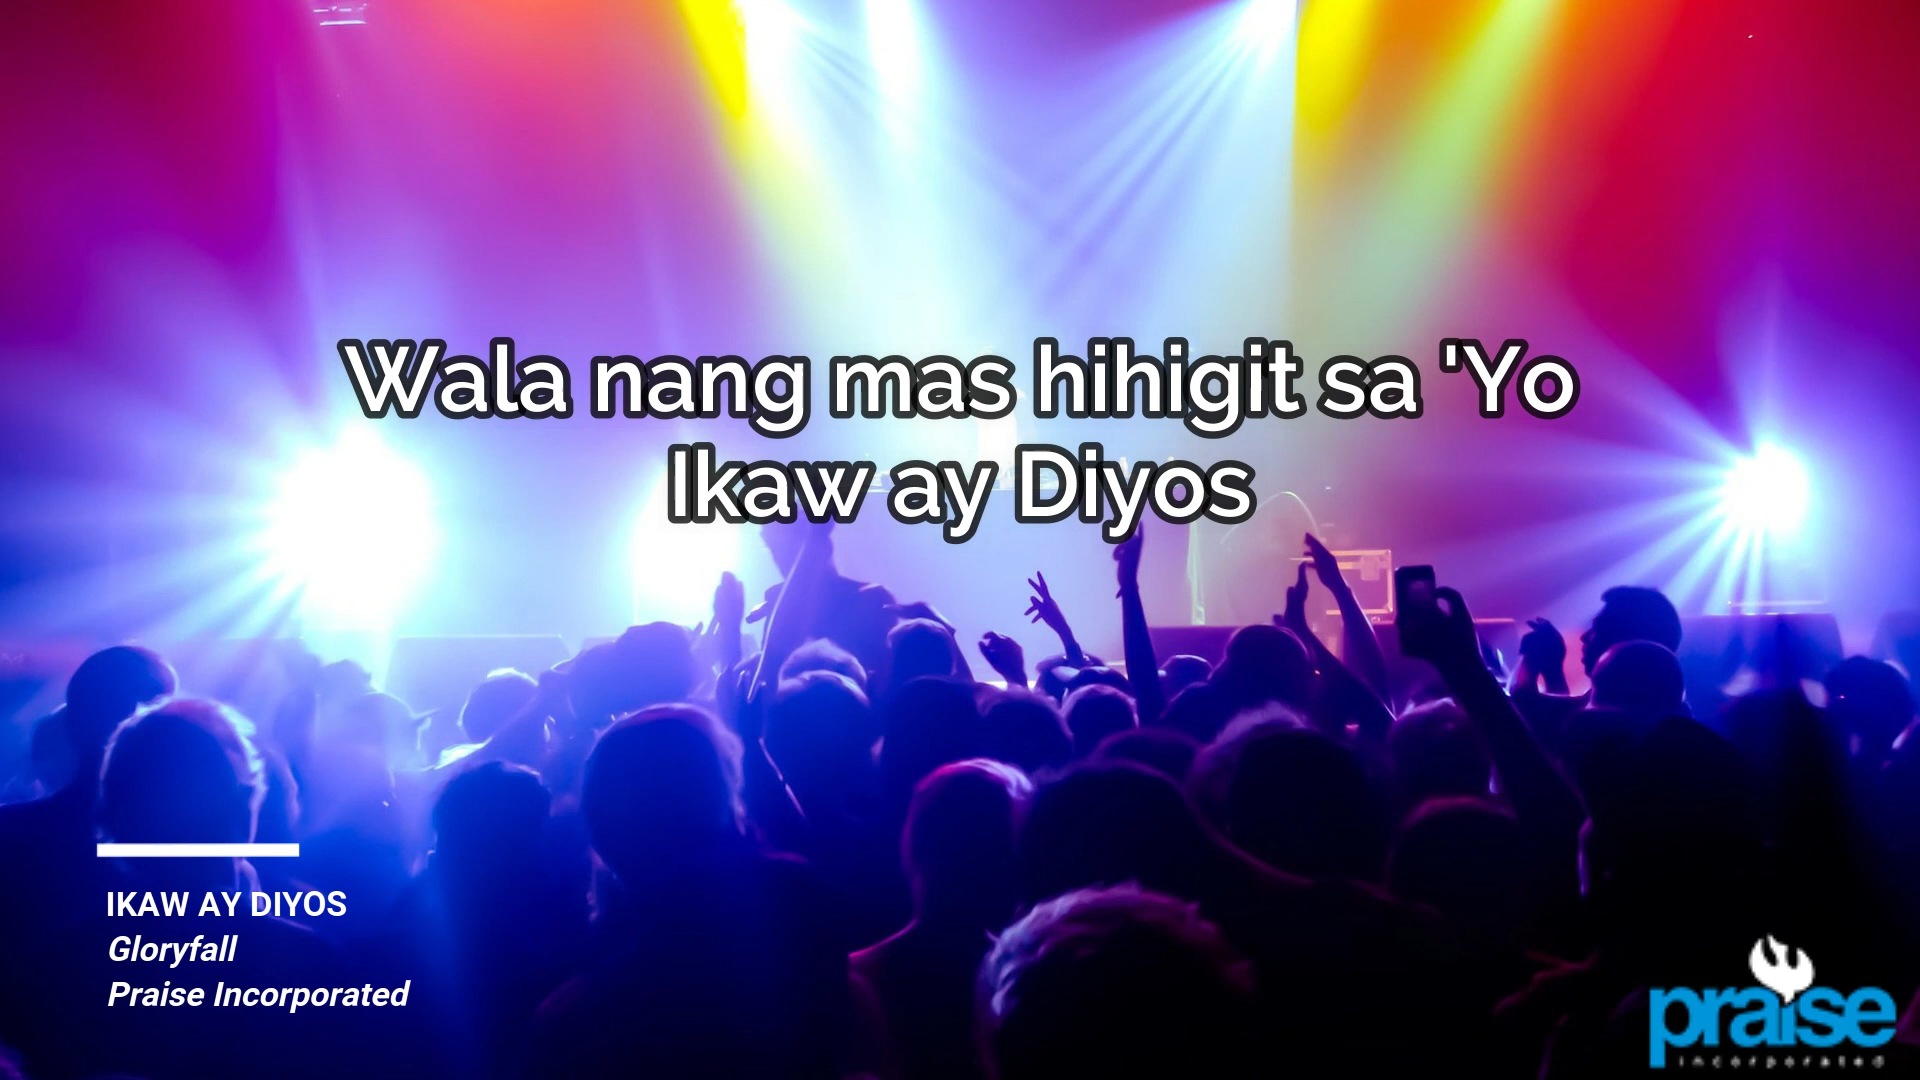 Wala nang mas hihigit sa 'Yo
Ikaw ay Diyos
IKAW AY DIYOS
Gloryfall
Praise Incorporated
praise
incorporated